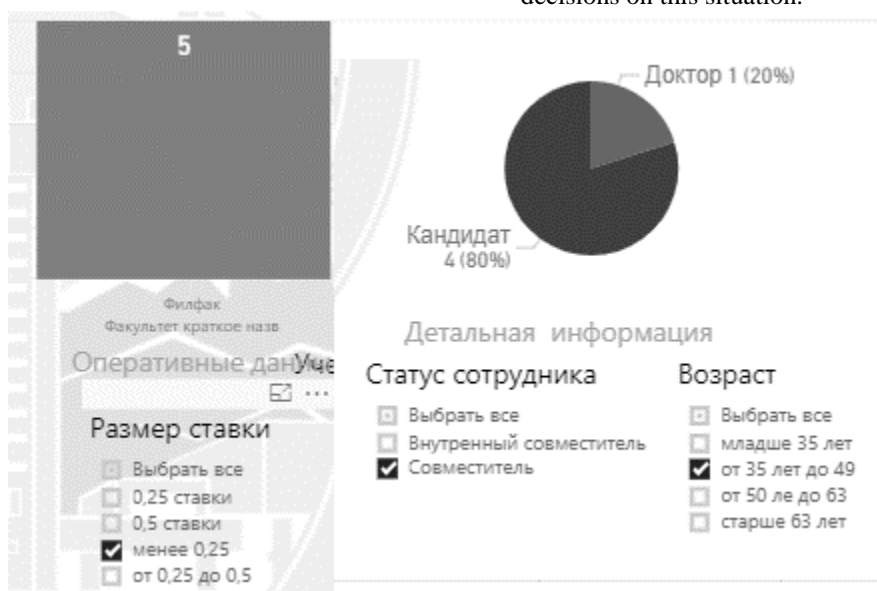 decisions on this situation.
5
Доктор 1 (20%)
Кандидат
4 (80%)
Филфак
Факультет краткое назв
Оперативные данн
Уче
Размер ставки
Выбрать все
0,25 ставки
0,5 ставки
менее 0,25
от 0,25 до 0,5
Детальная информация
Статус сотрудника
Выбрать все
Внутренный совместитель
Совместитель
Возраст
Выбрать все
младше 35 лет
от 35 лет до 49
от 50 ле до 63
старше 63 лет